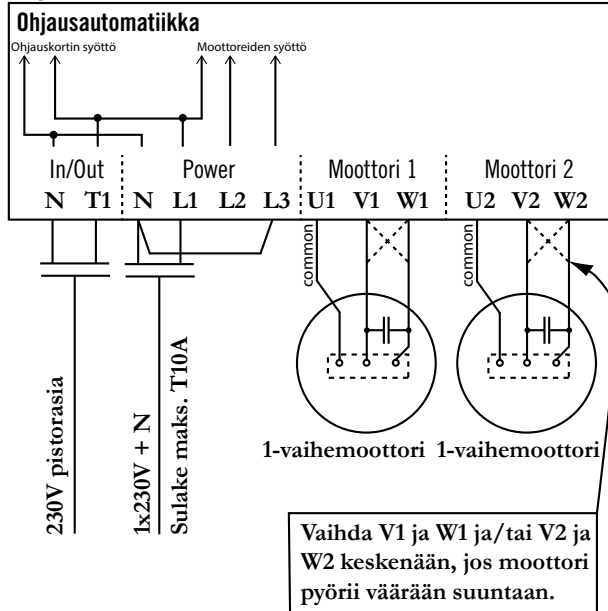 Ohjausautomatiikka
Ohjauskortin syöttö
Moottoreiden syöttö
In/Out
Power
Moottori 1
Moottori 2
N T1 N L1 L2 L3 U1 V1 W1 U2 V2 W2
common
common
230V pistorasia
1x230V + N
Sulake maks. T10A
1-vaihemoottori
1-vaihemoottori
Vaihda V1 ja W1 ja/tai V2 ja
W2 keskenään, jos moottori
pyörii väärään suuntaan.